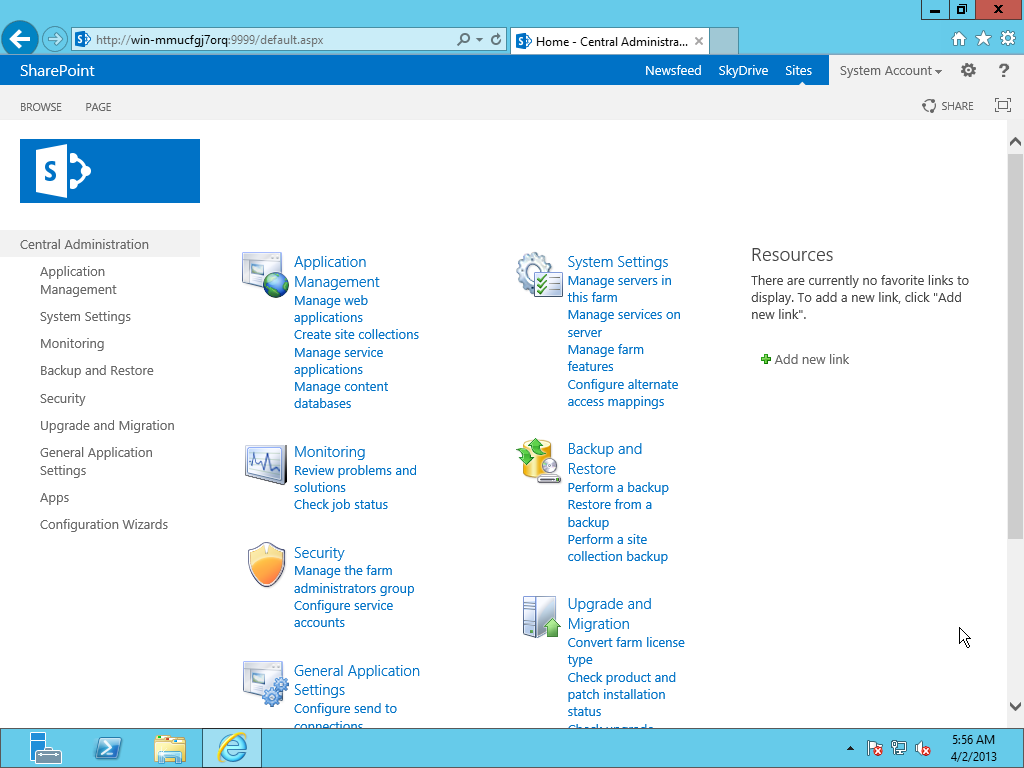 http://win-mmucfgj7orq:9999/default.aspx
Home - Central Administra...
SharePoint
Newsfeed
SkyDrive
Sites
System Account
?
BROWSE
PAGE
SHARE
S
Central Administration
Application
Management
System Settings
Monitoring
Backup and Restore
Security
Upgrade and Migration
General Application
Settings
Apps
Configuration Wizards
Application
Management
Manage web
applications
Create site collections
Manage service
applications
Manage content
databases
Monitoring
Review problems and
solutions
Check job status
Security
Manage the farm
administrators group
Configure service
accounts
General Application
Settings
Configure send to
connections
System Settings
Manage servers in
this farm
Manage services on
server
Manage farm
features
Configure alternate
access mappings
Backup and
Restore
Perform a backup
Restore from a
backup
Perform a site
collection backup
Upgrade and
Migration
Convert farm license
type
Check product and
patch installation
status
Check upgrade
Resources
There are currently no favorite links to
display. To add a new link, click "Add
new link".
Add new link
5:56 AM
4/2/2013